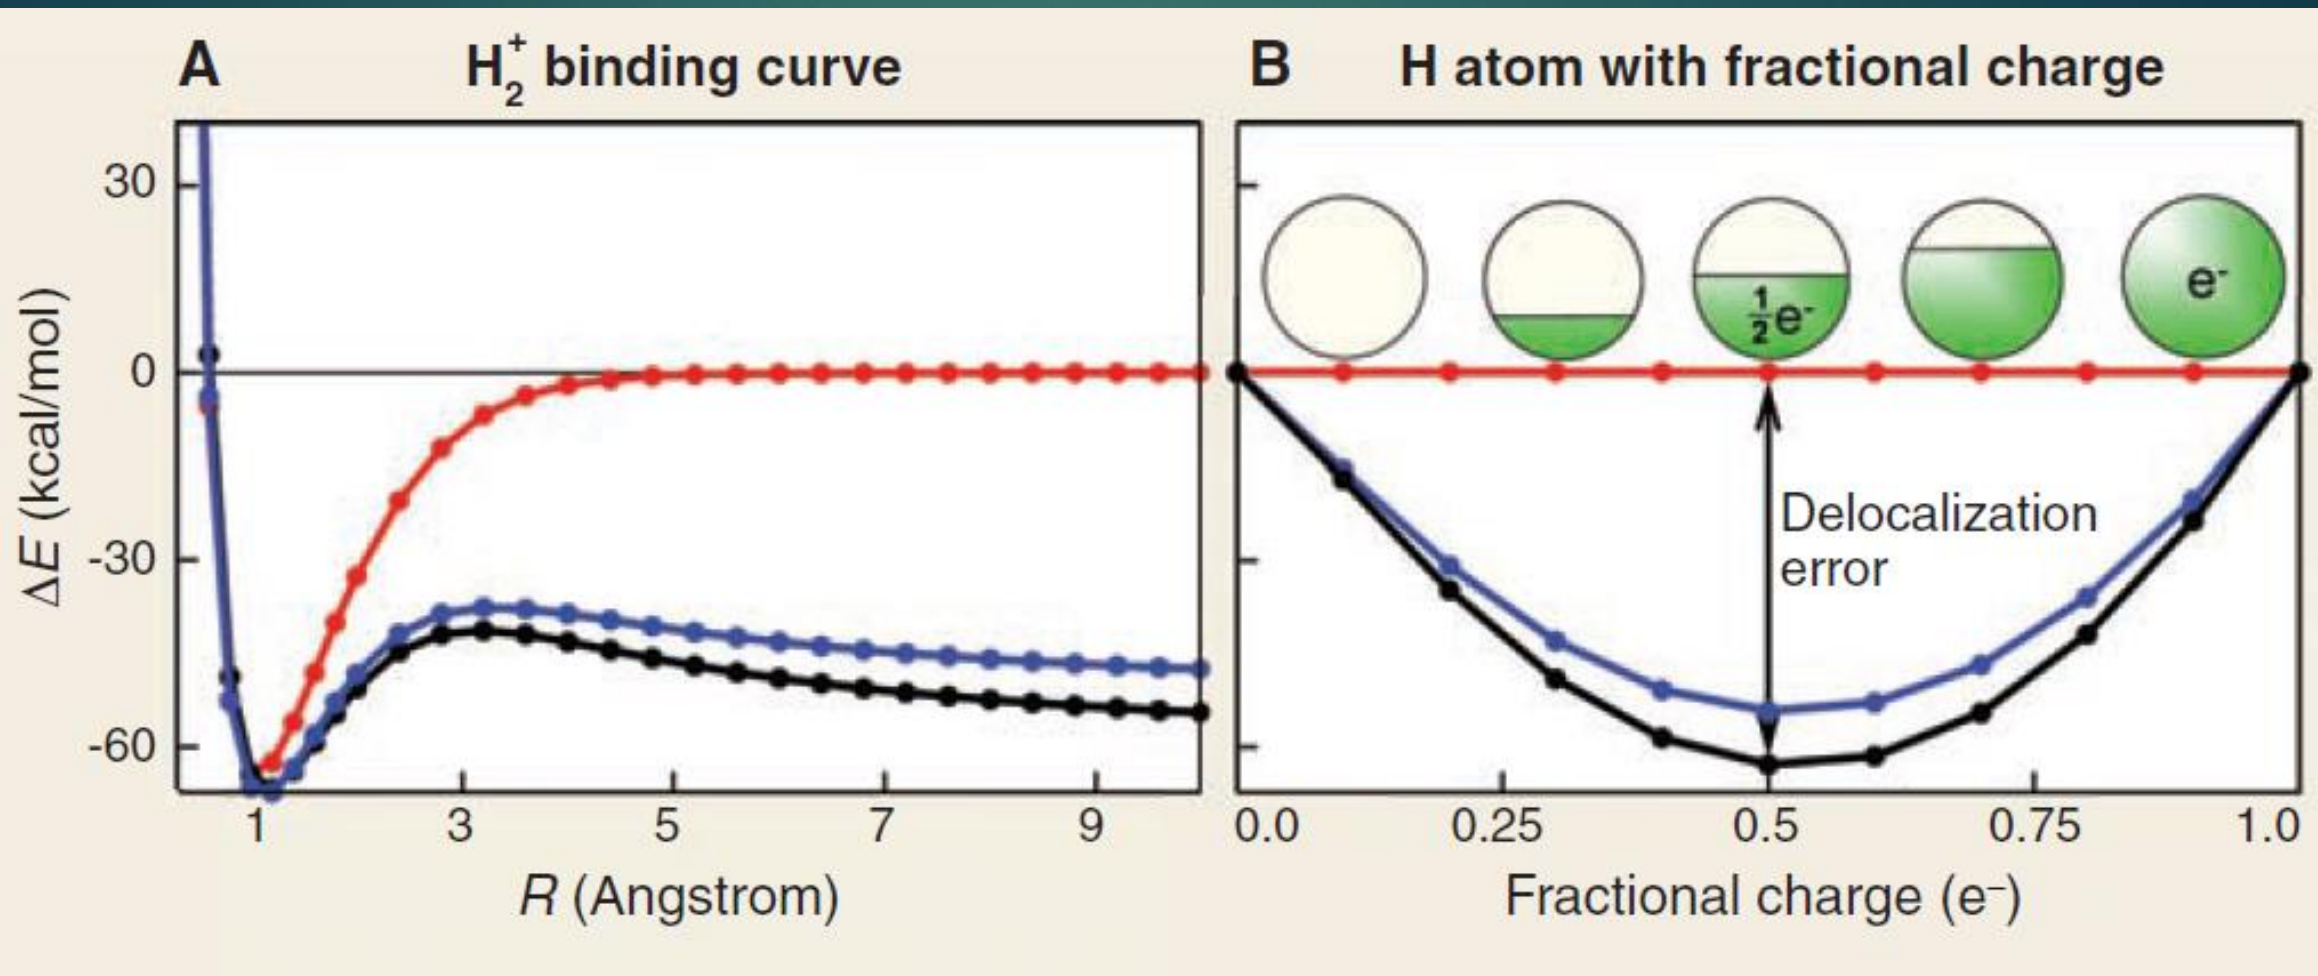 A H₂⁺ binding curve
30
0
-30
-60
ΔE (kcal/mol)
1 3 5 7 9
R (Angstrom)
B H atom with fractional charge
½e⁻
e⁻
Delocalization
error
0.0 0.25 0.5 0.75 1.0
Fractional charge (e⁻)